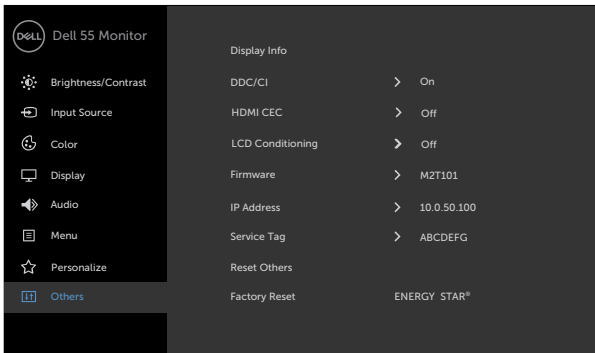 DELL Dell 55 Monitor
Display Info
Brightness/Contrast DDC/CI On
Input Source HDMI CEC Off
Color LCD Conditioning Off
Display Firmware M2T101
Audio IP Address 10.0.50.100
Menu Service Tag ABCDEFG
Personalize Reset Others
Others Factory Reset ENERGY STAR®